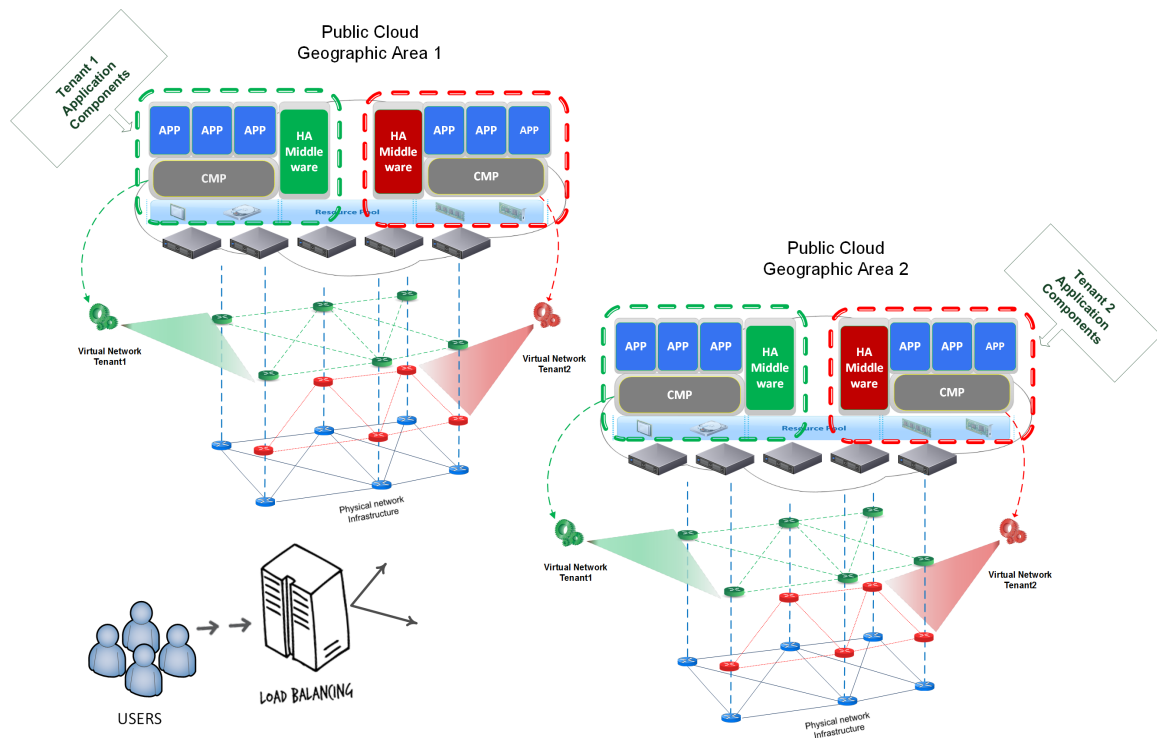 Public Cloud
Geographic Area 1
Tenant 1
Application
Components
APP
APP
APP
HA
Middle
ware
CMP
HA
Middle
ware
APP
APP
APP
CMP
Resource Pool
Virtual Network
Tenant1
Virtual Network
Tenant2
Physical network
Infrastructure
Public Cloud
Geographic Area 2
Tenant 2
Application
Components
APP
APP
APP
HA
Middle
ware
CMP
HA
Middle
ware
APP
APP
APP
CMP
Resource Pool
Virtual Network
Tenant1
Virtual Network
Tenant2
Physical network
Infrastructure
USERS
LOAD BALANCING